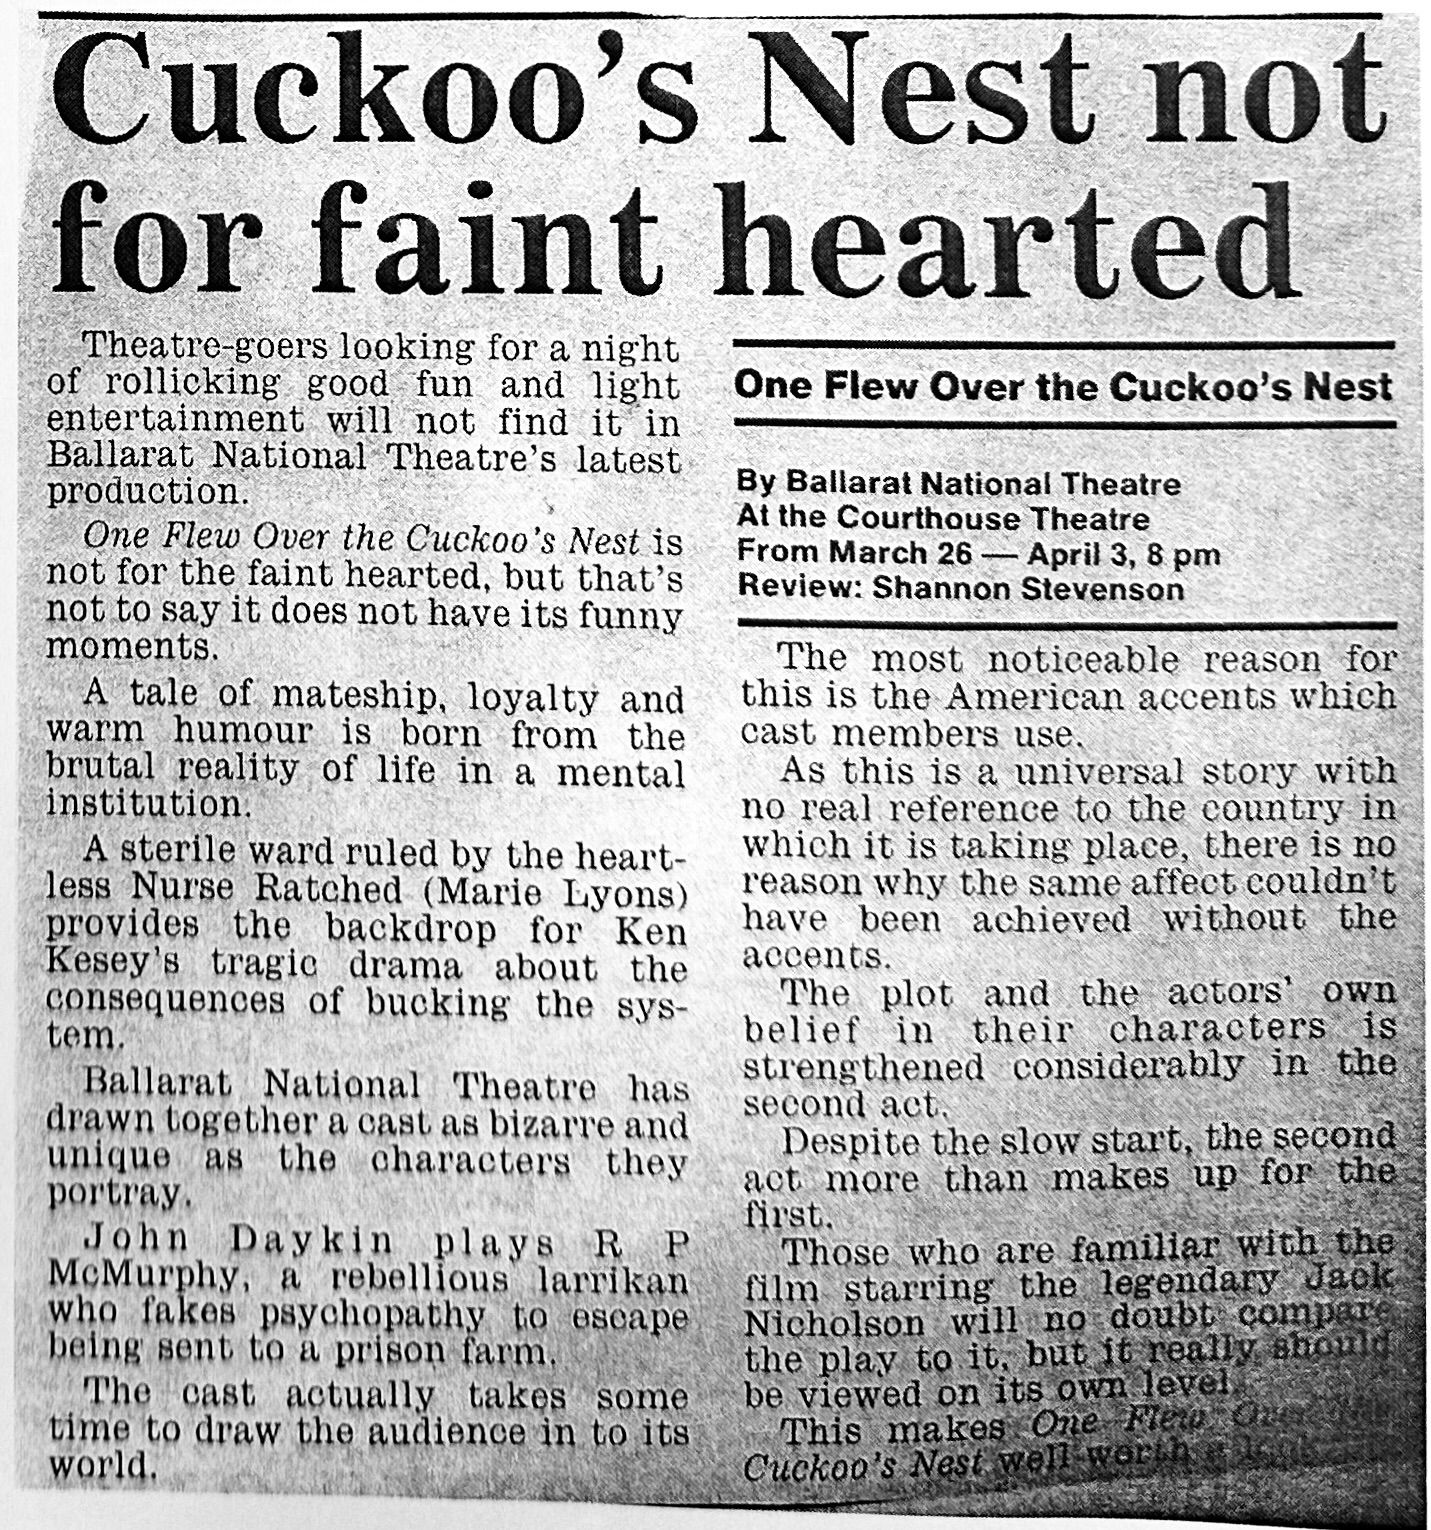 Cuckoo's Nest not
for faint hearted
Theatre-goers looking for a night
of rollicking good fun and light
entertainment will not find it in
Ballarat National Theatre's latest
production.
One Flew Over the Cuckoo's Nest is
not for the faint hearted, but that's
not to say it does not have its funny
moments.
A tale of mateship, loyalty and
warm humour is born from the
brutal reality of life in a mental
institution.
A sterile ward ruled by the heart-
less Nurse Ratched (Marie Lyons)
provides the backdrop for Ken
Kesey's tragic drama about the
consequences of bucking the sys-
tem.
Ballarat National Theatre has
drawn together a cast as bizarre and
unique as the characters they
portray.
John Daykin plays R P
McMurphy, a rebellious larrikan
who fakes psychopathy to escape
being sent to a prison farm.
The cast actually takes some
time to draw the audience in to its
world.
One Flew Over the Cuckoo's Nest
By Ballarat National Theatre
At the Courthouse Theatre
From March 26 — April 3, 8 pm
Review: Shannon Stevenson
The most noticeable reason for
this is the American accents which
cast members use.
As this is a universal story with
no real reference to the country in
which it is taking place, there is no
reason why the same affect couldn't
have been achieved without the
accents.
The plot and the actors' own
belief in their characters is
strengthened considerably in the
second act.
Despite the slow start, the second
act more than makes up for the
first.
Those who are familiar with the
film starring the legendary Jack
Nicholson will no doubt compare
the play to it, but it really should
be viewed on its own level.
This makes One Flew Over
Cuckoo's Nest well worth